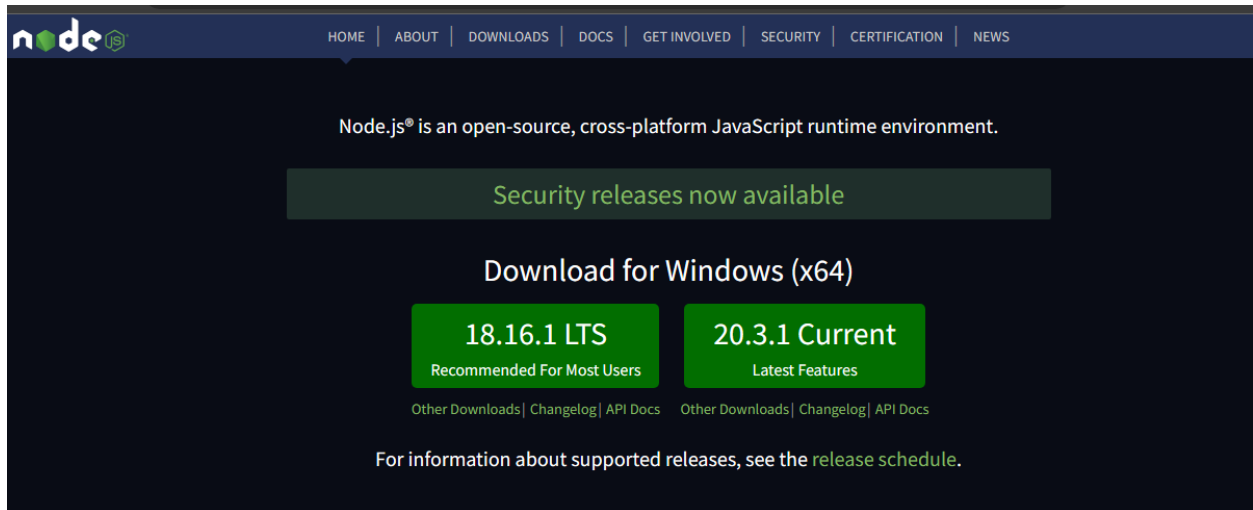 node JS
HOME | ABOUT | DOWNLOADS | DOCS | GET INVOLVED | SECURITY | CERTIFICATION | NEWS
Node.js® is an open-source, cross-platform JavaScript runtime environment.
Security releases now available
Download for Windows (x64)
18.16.1 LTS
Recommended For Most Users
20.3.1 Current
Latest Features
Other Downloads| Changelog| API Docs
Other Downloads| Changelog| API Docs
For information about supported releases, see the release schedule.